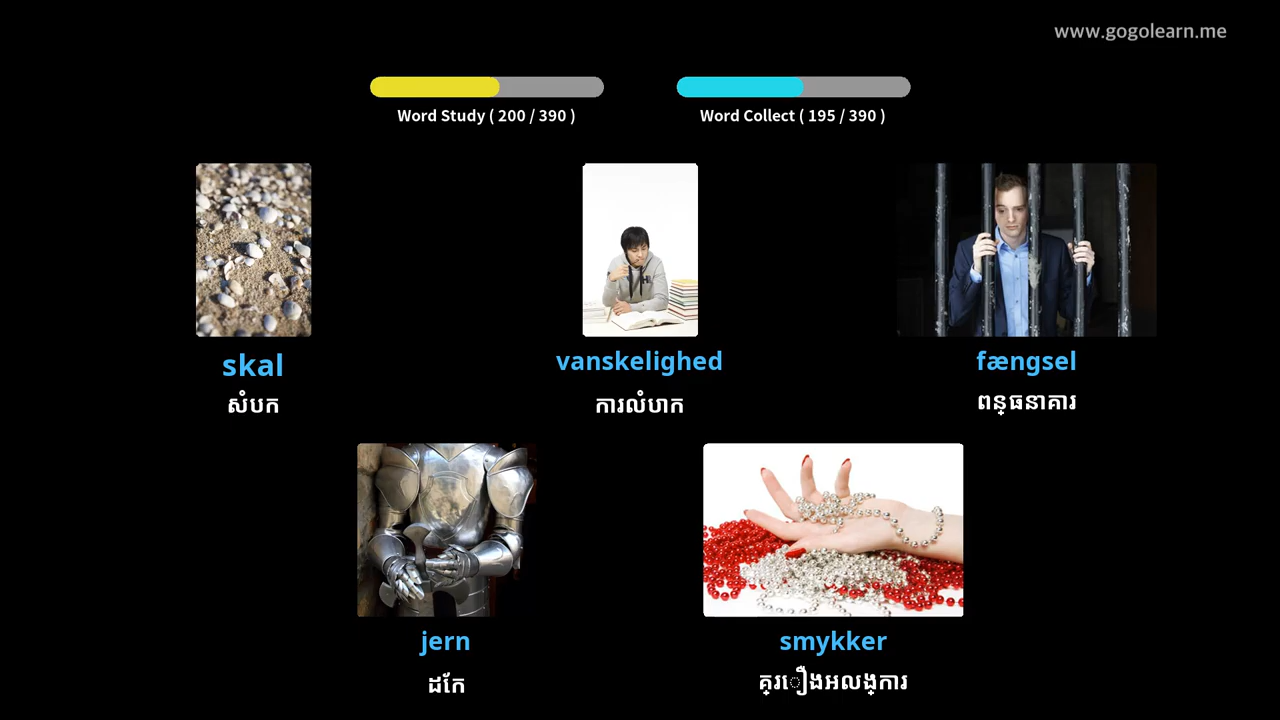 www.gogolearn.me
Word Study ( 200 / 390 )
Word Collect ( 195 / 390 )
skal
សំបក
vanskelighed
ការលំបាក
fængsel
ពន្ធនាគារ
jern
ដែក
smykker
គ្រឿងអលង្ការ